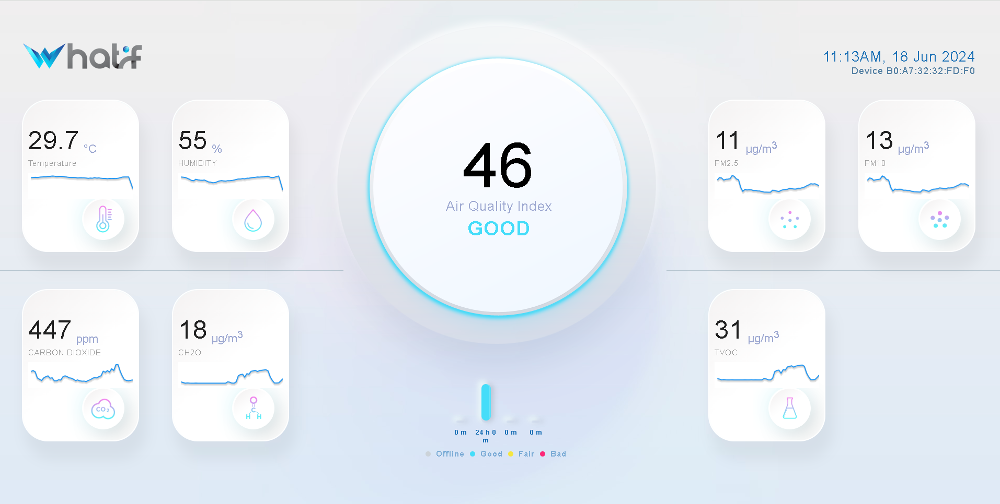 Whatif
11:13AM, 18 Jun 2024
Device B0:A7:32:32:FD:F0
29.7 °C
Temperature
55 %
HUMIDITY
46
Air Quality Index
GOOD
11 µg/m³
PM2.5
13 µg/m³
PM10
447 ppm
CARBON DIOXIDE
CO2
18 µg/m³
CH2O
O
C
H H
31 µg/m³
TVOC
0 m
24 h 0
m
0 m
0 m
Offline Good Fair Bad